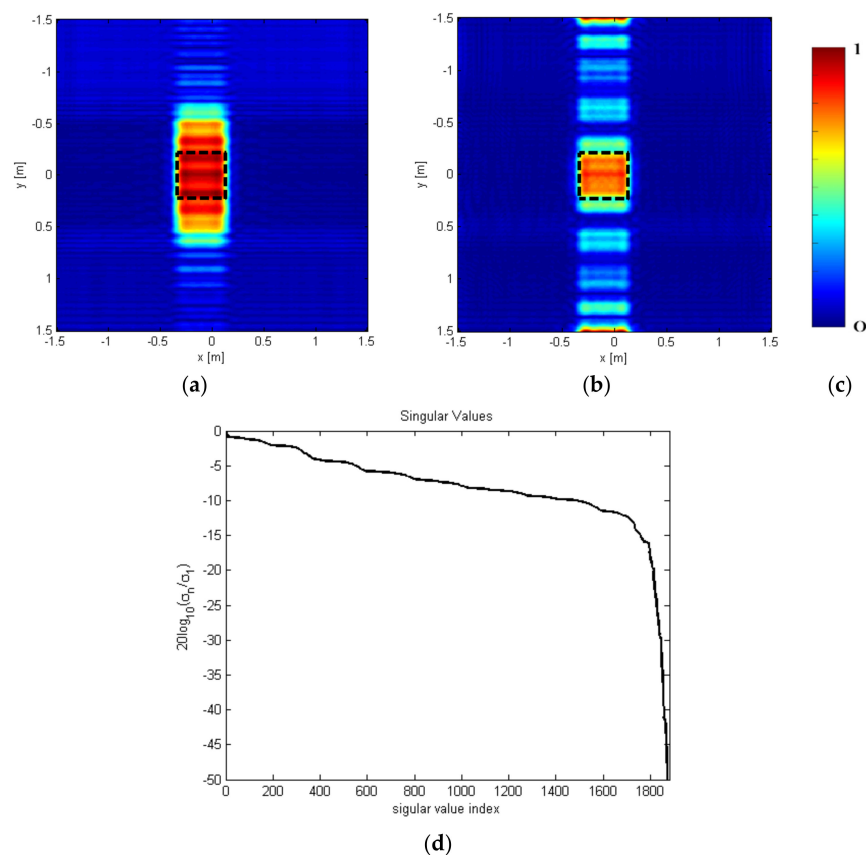 -1.5
-1
-0.5
0
0.5
1
1.5
y [m]
-1.5 -1 -0.5 0 0.5 1 1.5
x [m]
(a)
-1.5
-1
-0.5
0
0.5
1
1.5
y [m]
-1.5 -1 -0.5 0 0.5 1 1.5
x [m]
(b)
1
O
(c)
Singular Values
0
-5
-10
-15
-20
-25
-30
-35
-40
-45
-50
20log10(σn/σ1)
0 200 400 600 800 1000 1200 1400 1600 1800
sigular value index
(d)